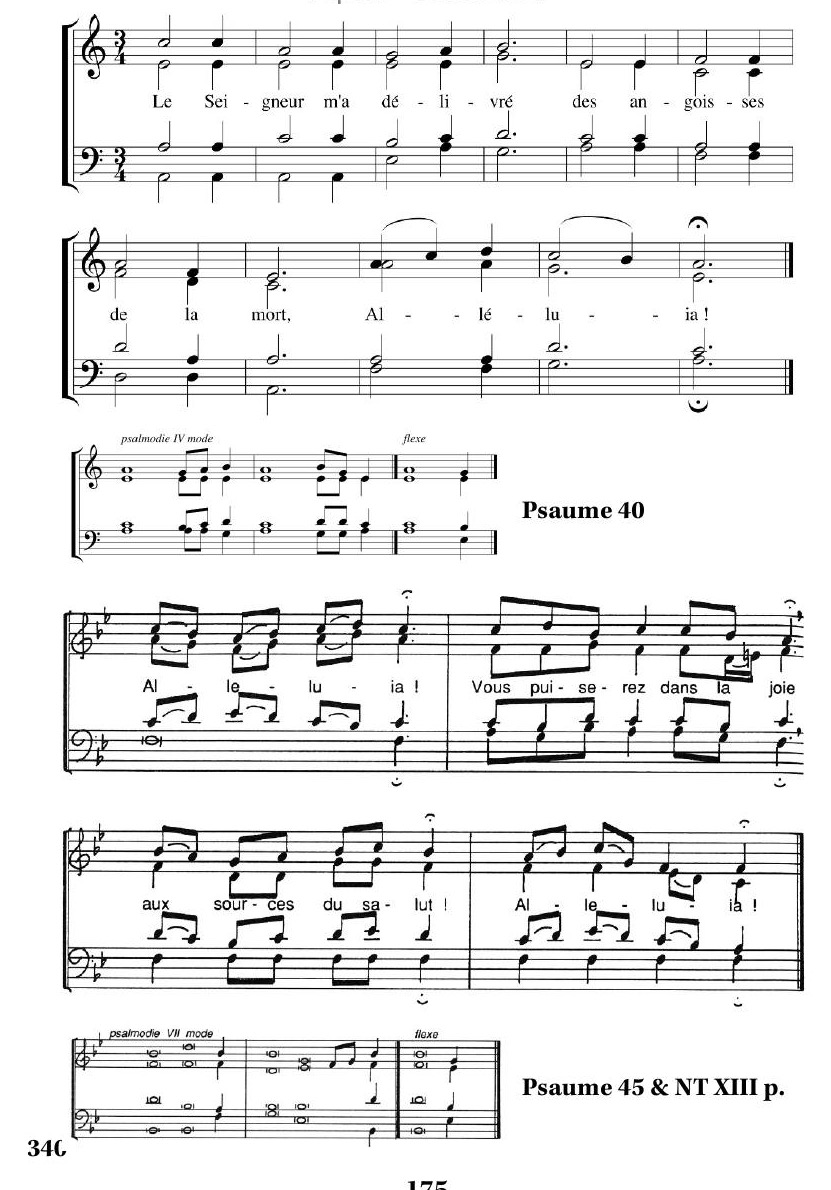 Le Sei - gneur m'a dé - li - vré des an - gois - ses
de la mort, Al - - lé - lu - - ia !
psalmodie IV mode flexe
Psaume 40
Al - le - lu - ia ! Vous pui - se - rez dans la joie
aux sour - ces du sa - lut ! Al - le - lu - ia !
psalmodie VII mode flexe
Psaume 45 & NT XIII p.
340
175